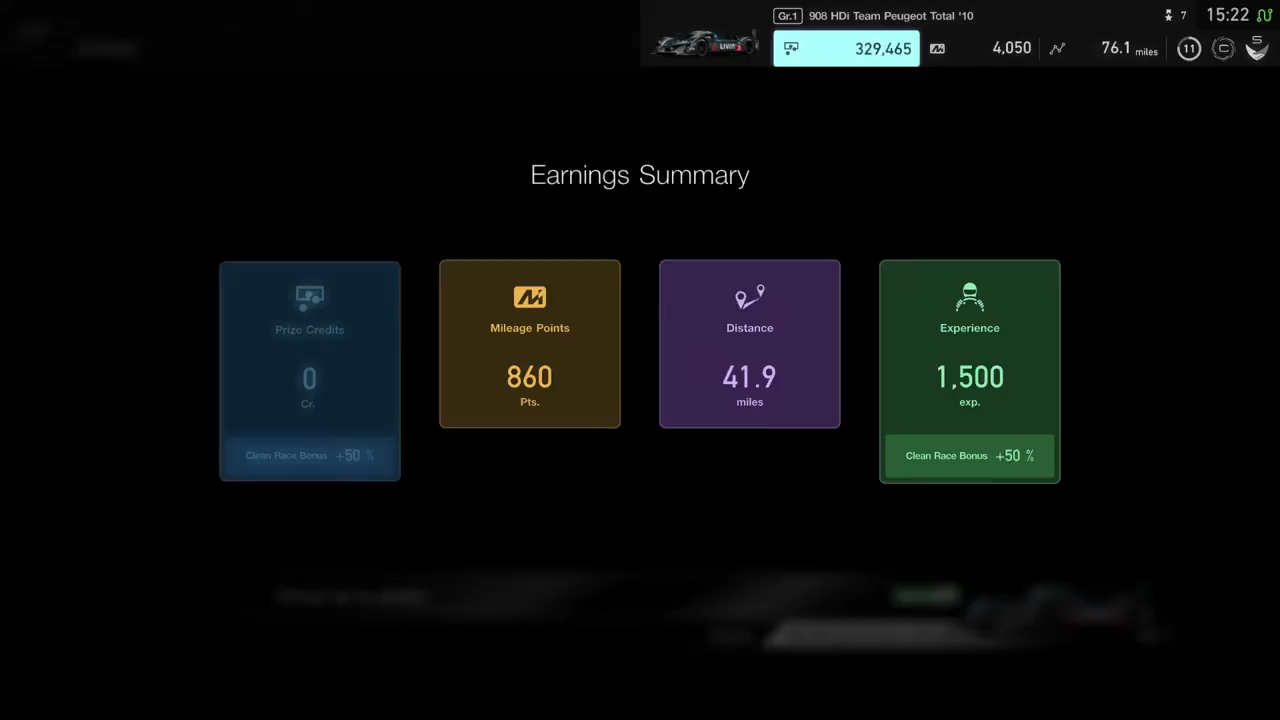 Gr.1 908 HDi Team Peugeot Total '10
7
15:22
329,465
4,050
76.1 miles
11
C
S
Earnings Summary
Prize Credits
0
Cr.
Clean Race Bonus +50 %
Mileage Points
860
Pts.
Distance
41.9
miles
Experience
1,500
exp.
Clean Race Bonus +50 %